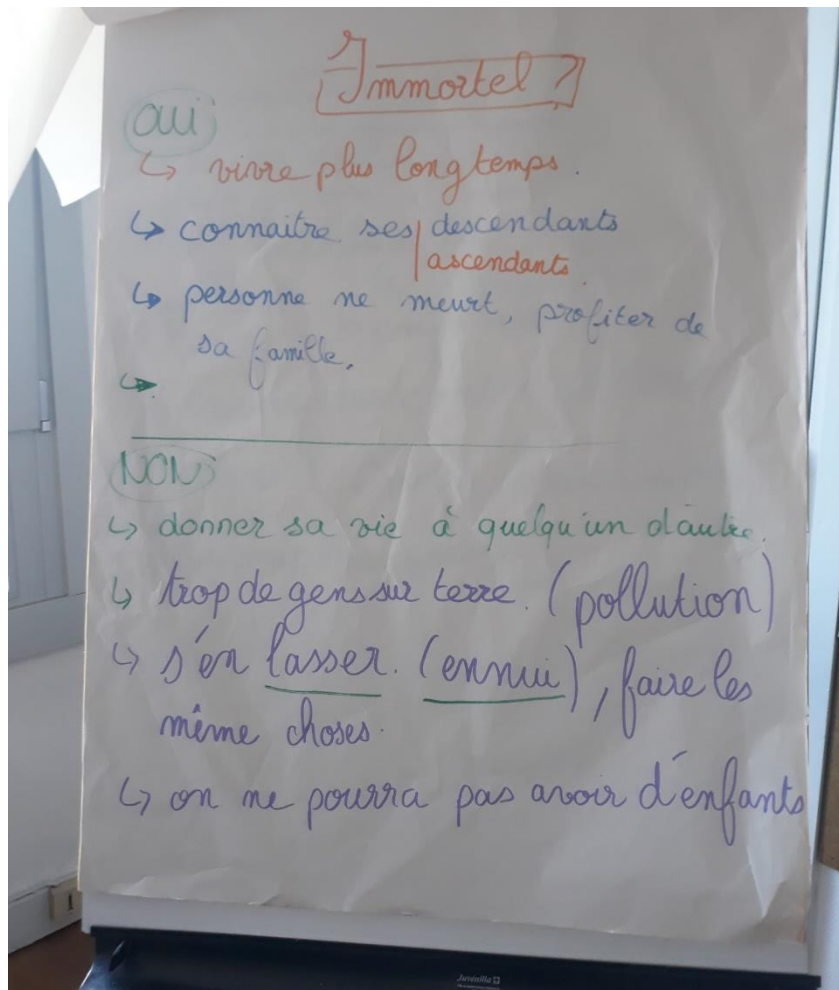 Immortel ?
OUI
↳ vivre plus longtemps.
↳ connaitre ses descendants
ascendants.
↳ personne ne meurt, profiter de
sa famille.
↳
NON
↳ donner sa vie à quelqu'un d'autre.
↳ trop de gens sur terre. (pollution)
↳ s'en lasser. (ennui), faire les
même choses.
↳ on ne pourra pas avoir d'enfants
Juvenilia